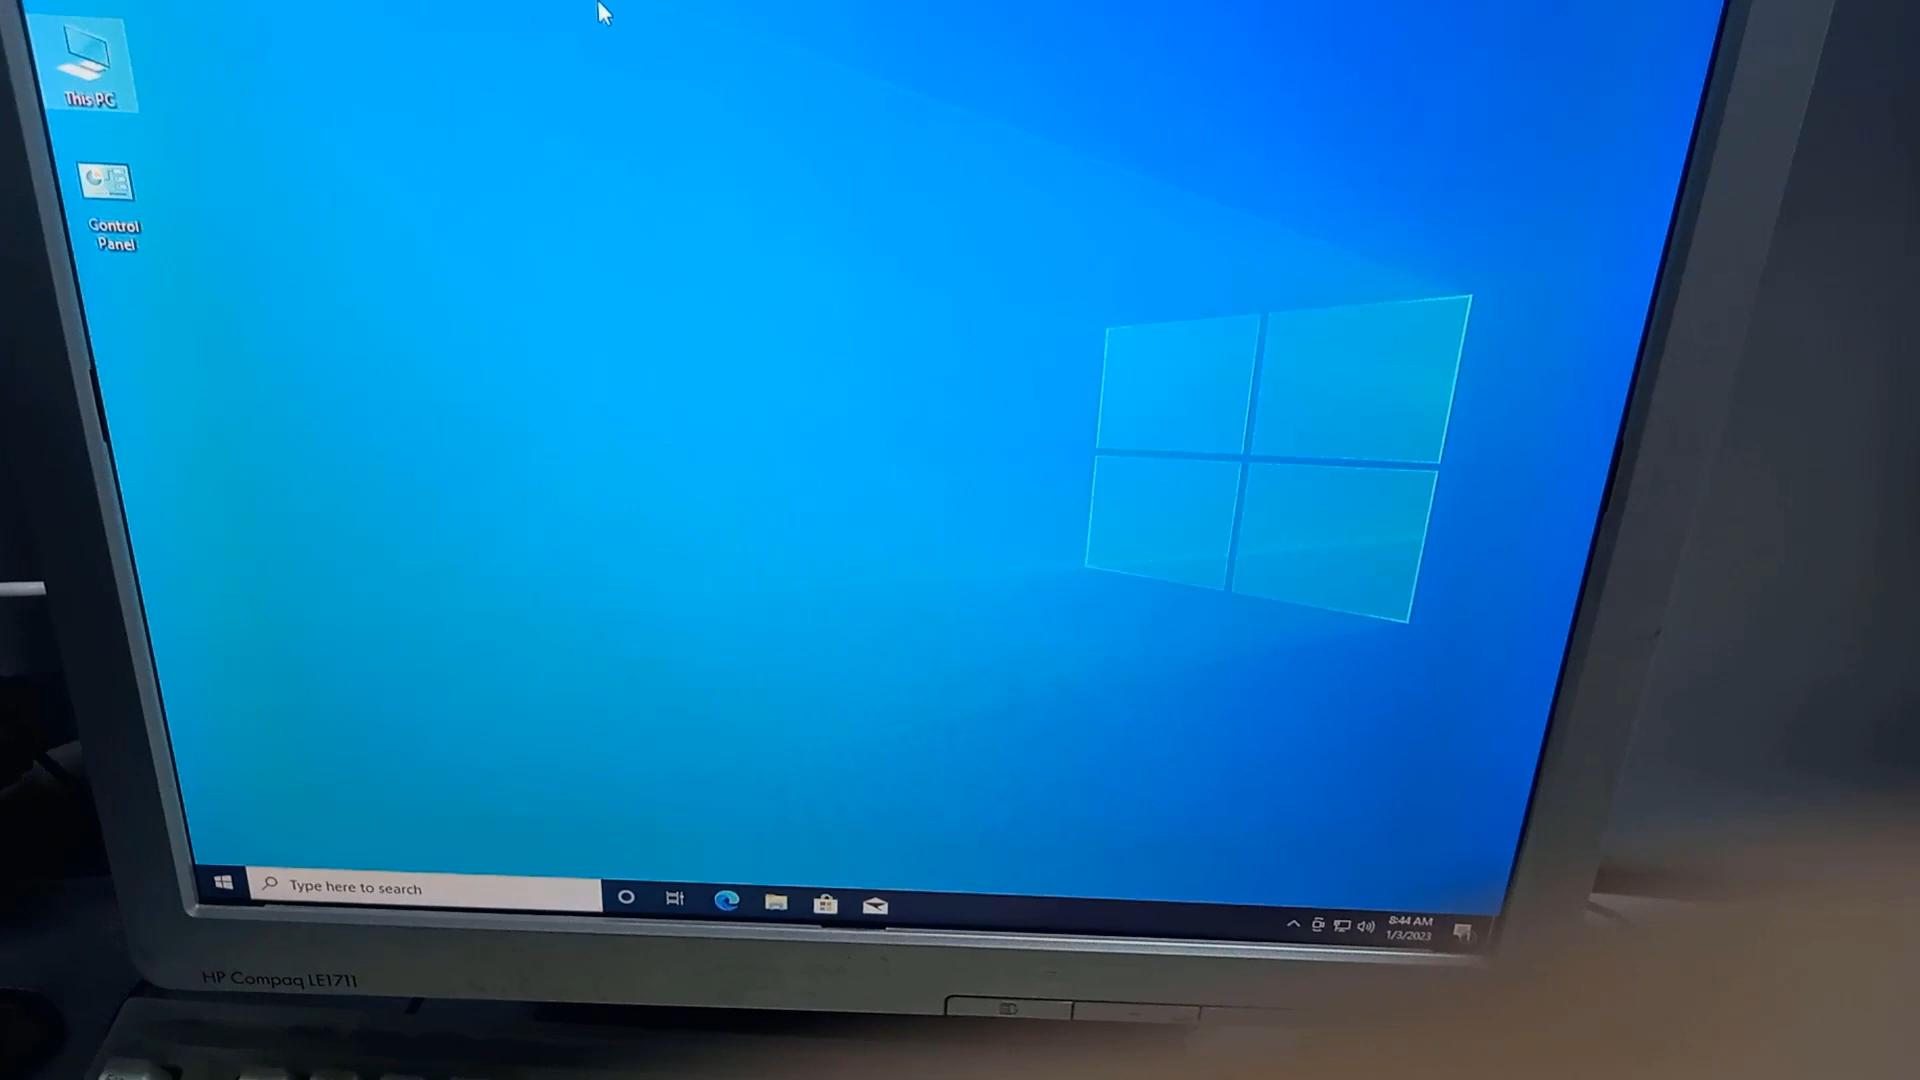 This PC
Control
Panel
Type here to search
8:44 AM
1/3/2023
HP Compaq LE1711